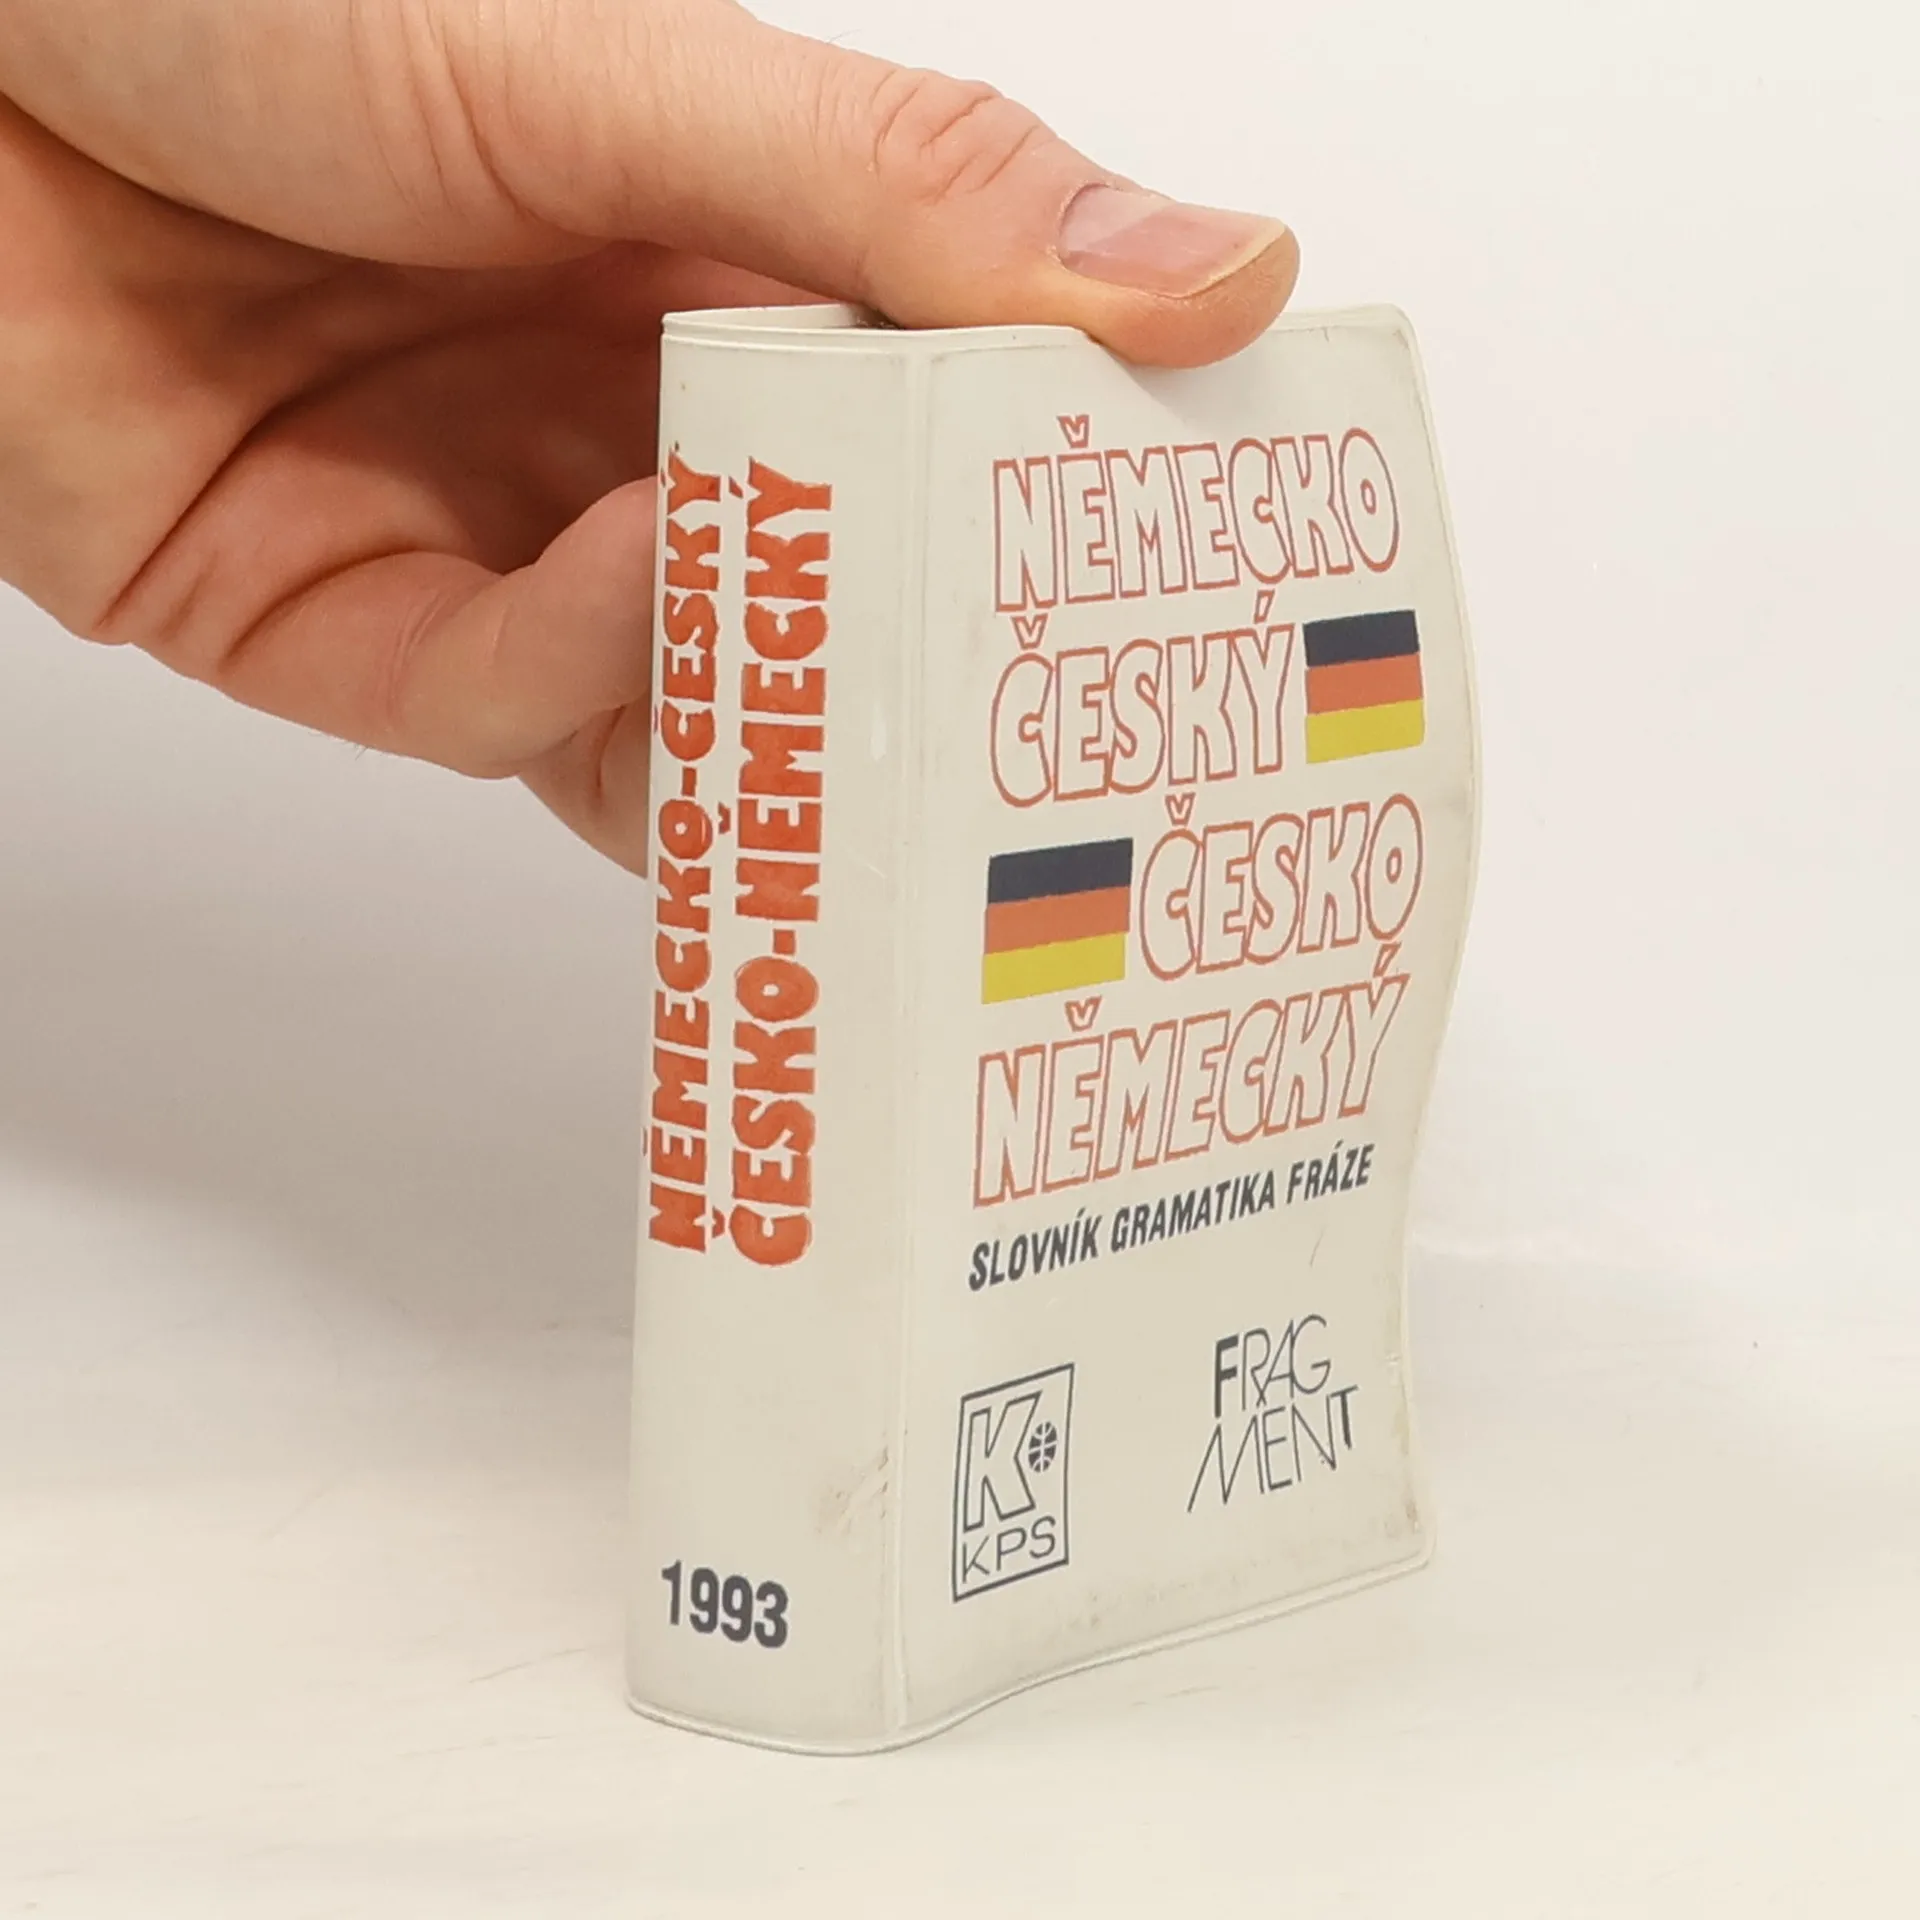 NĚMECKO-ČESKÝ
ČESKO-NĚMECKÝ
1993
NĚMECKO
ČESKÝ
ČESKO
NĚMECKÝ
SLOVNÍK GRAMATIKA FRÁZE
K
KPS
FRAG
MENT